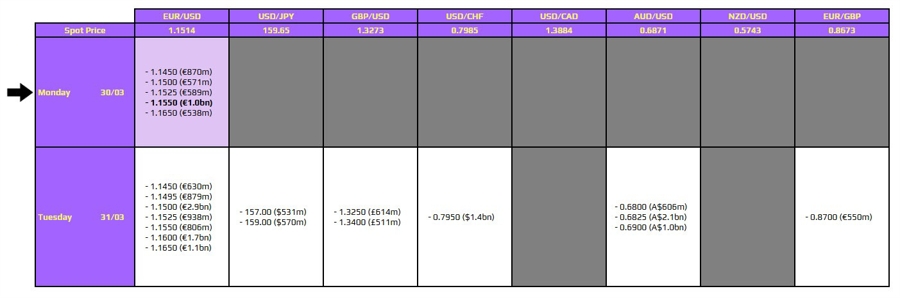 EUR/USD USD/JPY GBP/USD USD/CHF USD/CAD AUD/USD NZD/USD EUR/GBP
Spot Price 1.1514 159.65 1.3273 0.7985 1.3884 0.6871 0.5743 0.8673
Monday 30/03
- 1.1450 (€870m)
- 1.1500 (€571m)
- 1.1525 (€589m)
- 1.1550 (€1.0bn)
- 1.1650 (€538m)
Tuesday 31/03
- 1.1450 (€630m)
- 1.1495 (€879m)
- 1.1500 (€2.9bn)
- 1.1525 (€938m)
- 1.1550 (€806m)
- 1.1600 (€1.7bn)
- 1.1650 (€1.1bn)
- 157.00 ($531m)
- 159.00 ($570m)
- 1.3250 (£614m)
- 1.3400 (£511m)
- 0.7950 ($1.4bn)
- 0.6800 (A$606m)
- 0.6825 (A$2.1bn)
- 0.6900 (A$1.0bn)
- 0.8700 (€550m)